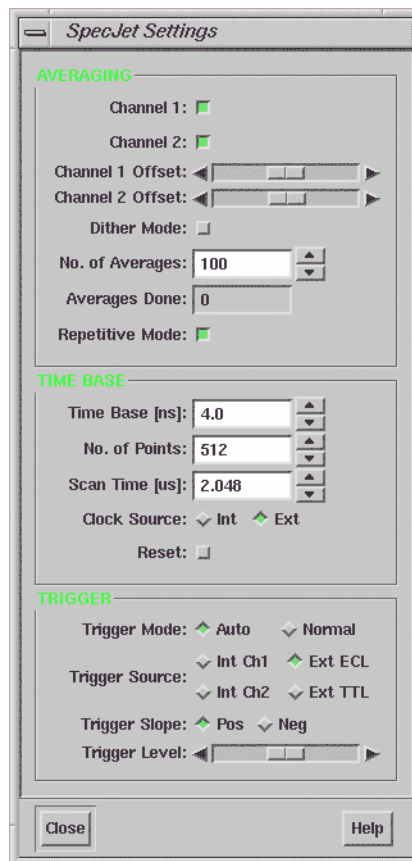 SpecJet Settings
AVERAGING
Channel 1:
Channel 2:
Channel 1 Offset:
Channel 2 Offset:
Dither Mode:
No. of Averages: 100
Averages Done: 0
Repetitive Mode:
TIME BASE
Time Base [ns]: 4.0
No. of Points: 512
Scan Time [us]: 2.048
Clock Source: Int Ext
Reset:
TRIGGER
Trigger Mode: Auto Normal
Trigger Source: Int Ch1 Ext ECL
Int Ch2 Ext TTL
Trigger Slope: Pos Neg
Trigger Level:
Close Help